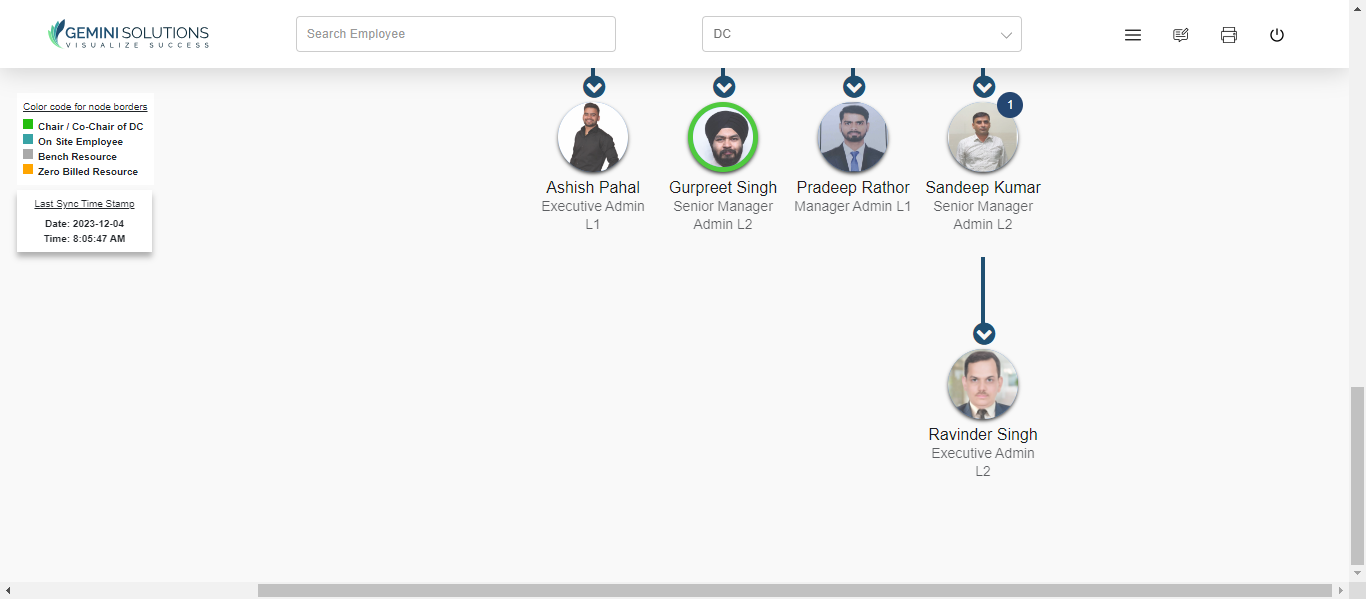 GEMINI SOLUTIONS
VISUALIZE SUCCESS
Search Employee
DC
Color code for node borders
Chair / Co-Chair of DC
On Site Employee
Bench Resource
Zero Billed Resource
Last Sync Time Stamp
Date: 2023-12-04
Time: 8:05:47 AM
Ashish Pahal
Executive Admin
L1
Gurpreet Singh
Senior Manager
Admin L2
Pradeep Rathor
Manager Admin L1
1
Sandeep Kumar
Senior Manager
Admin L2
Ravinder Singh
Executive Admin
L2